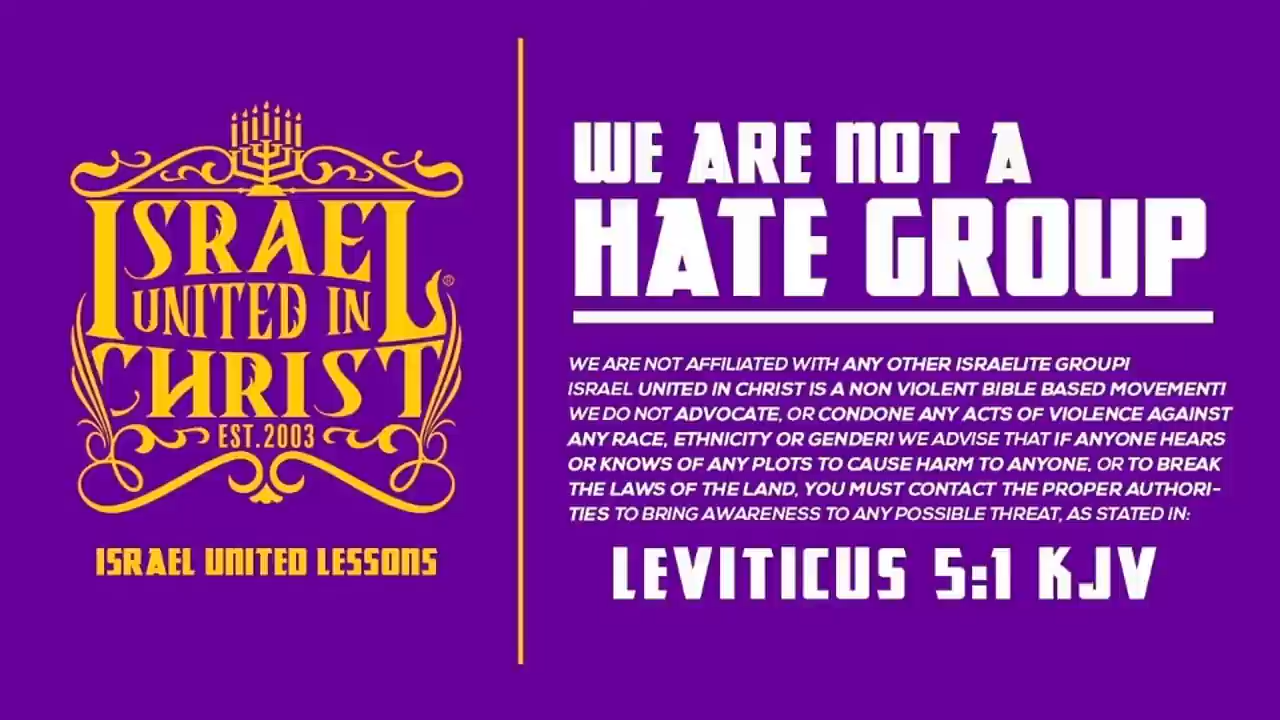 ISRAEL
UNITED IN
CHRIST
EST.2003
®
ISRAEL UNITED LESSONS
WE ARE NOT A
HATE GROUP
WE ARE NOT AFFILIATED WITH ANY OTHER ISRAELITE GROUP!
ISRAEL UNITED IN CHRIST IS A NON VIOLENT BIBLE BASED MOVEMENT!
WE DO NOT ADVOCATE, OR CONDONE ANY ACTS OF VIOLENCE AGAINST
ANY RACE, ETHNICITY OR GENDER! WE ADVISE THAT IF ANYONE HEARS
OR KNOWS OF ANY PLOTS TO CAUSE HARM TO ANYONE, OR TO BREAK
THE LAWS OF THE LAND, YOU MUST CONTACT THE PROPER AUTHORI-
TIES TO BRING AWARENESS TO ANY POSSIBLE THREAT, AS STATED IN:
LEVITICUS 5:1 KJV